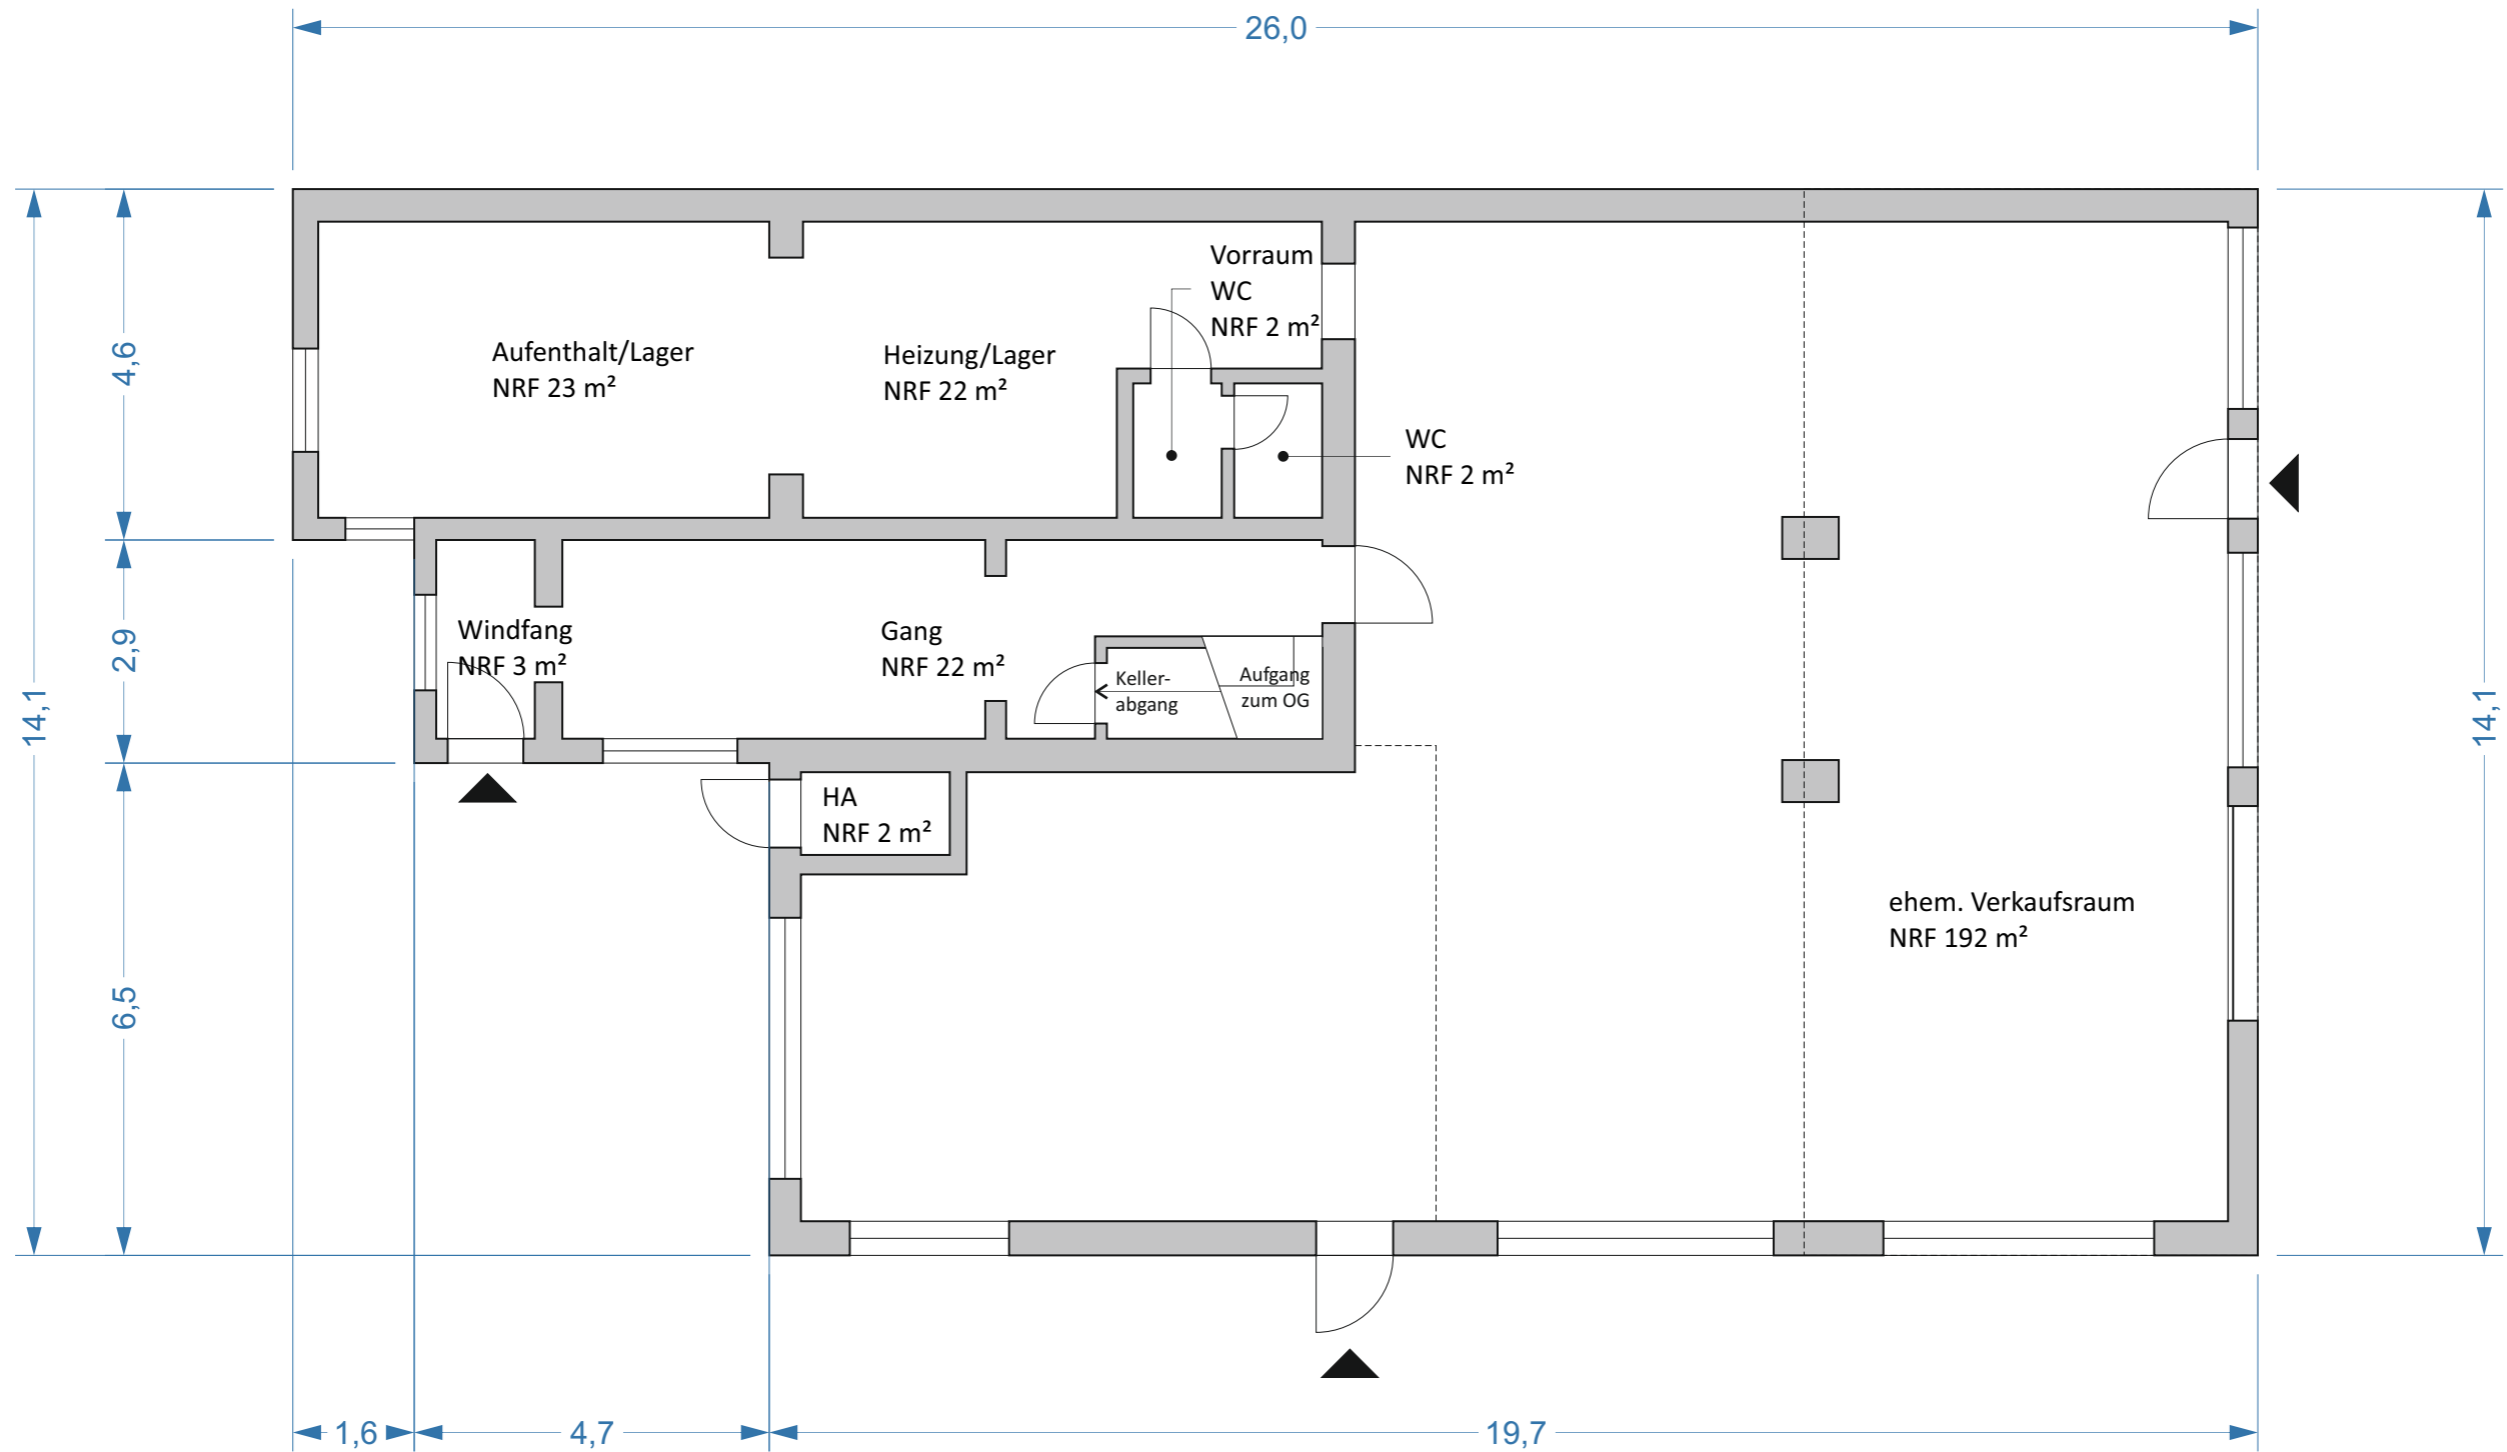 26,0
Vorraum
WC
NRF 2 m²
Aufenthalt/Lager
NRF 23 m²
Heizung/Lager
NRF 22 m²
4,6
WC
NRF 2 m²
Windfang
NRF 3 m²
Gang
NRF 22 m²
2,9
Keller-
abgang
Aufgang
zum OG
14,1
14,1
HA
NRF 2 m²
ehem. Verkaufsraum
NRF 192 m²
6,5
1,6
4,7
19,7